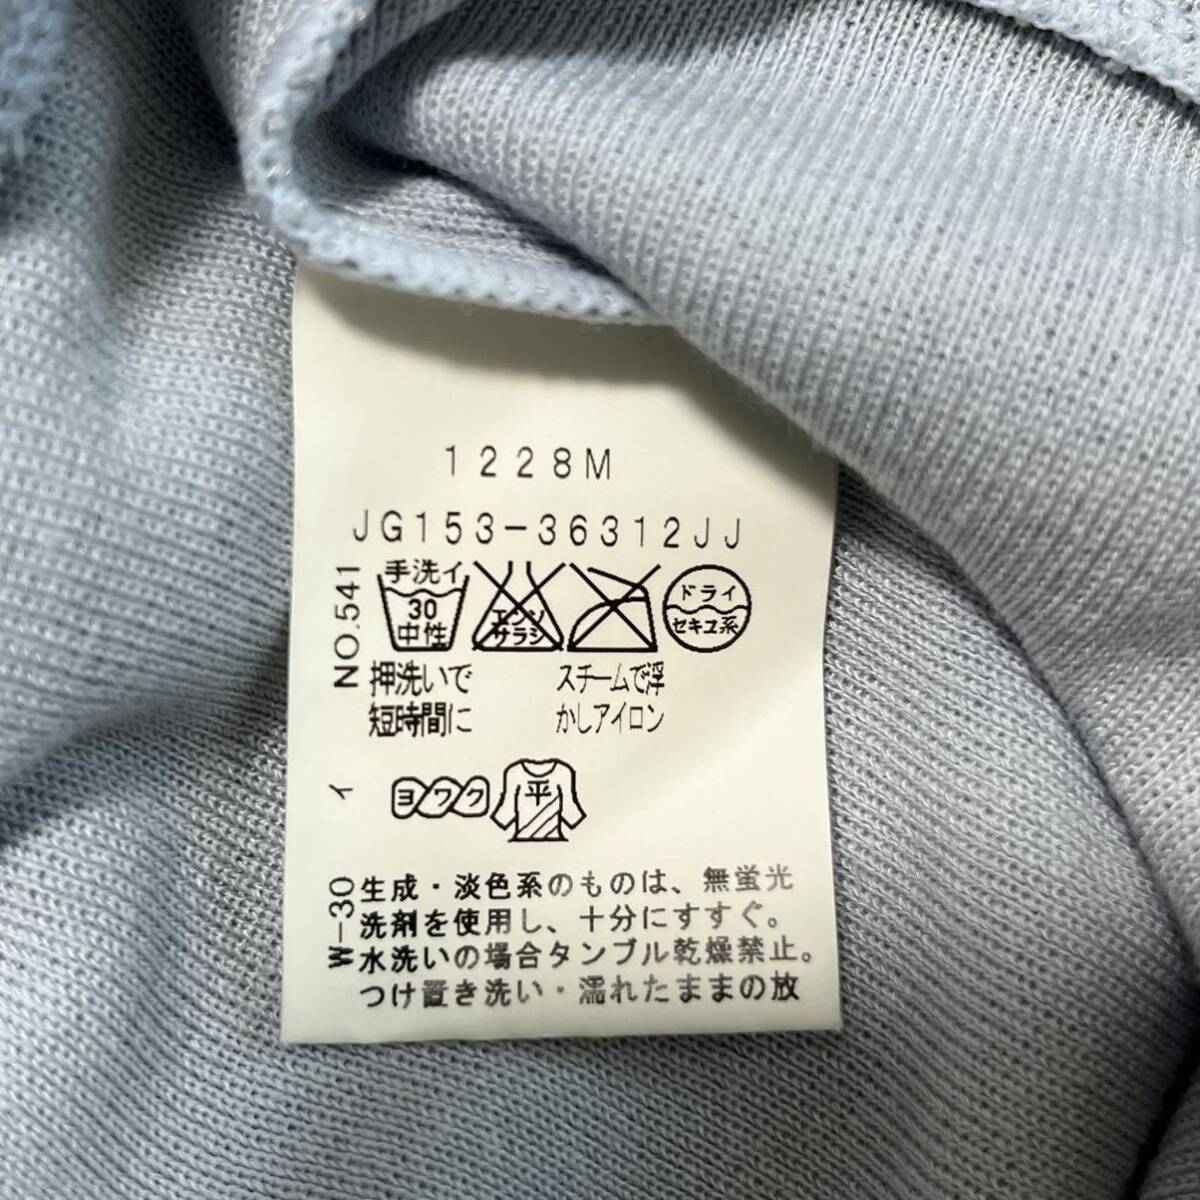 1228M
JG153-36312JJ
手洗イ
30
中性
エンソ
サラシ
ドライ
セキユ系
押洗いで
短時間に
スチームで浮
かしアイロン
ヨワク
平
生成・淡色系のものは、無蛍光
洗剤を使用し、十分にすすぐ。
水洗いの場合タンブル乾燥禁止。
つけ置き洗い・濡れたままの放
NO.541
イ
W-30